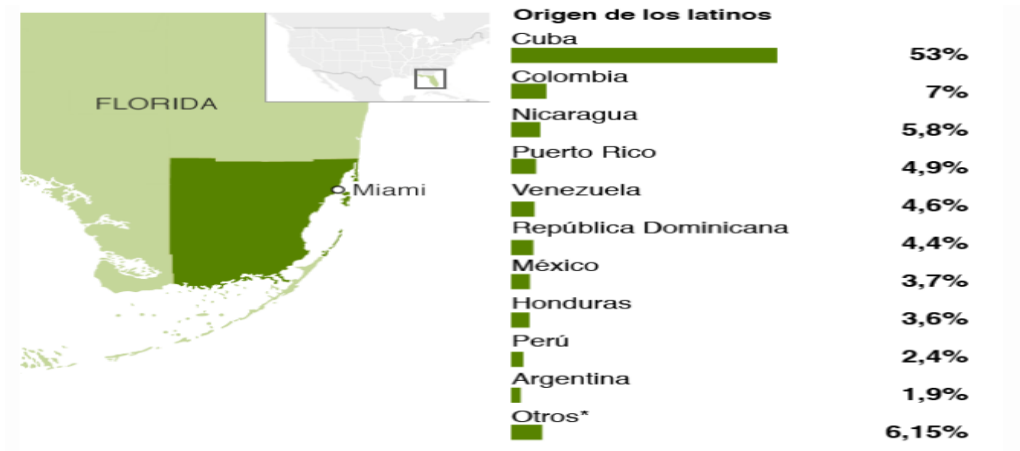 FLORIDA
Miami
Origen de los latinos
Cuba
53%
Colombia
7%
Nicaragua
5,8%
Puerto Rico
4,9%
Venezuela
4,6%
República Dominicana
4,4%
México
3,7%
Honduras
3,6%
Perú
2,4%
Argentina
1,9%
Otros*
6,15%